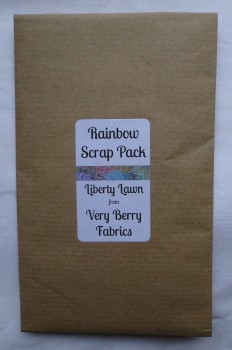 Rainbow
Scrap Pack
Liberty Lawn
from
Very Berry
Fabrics